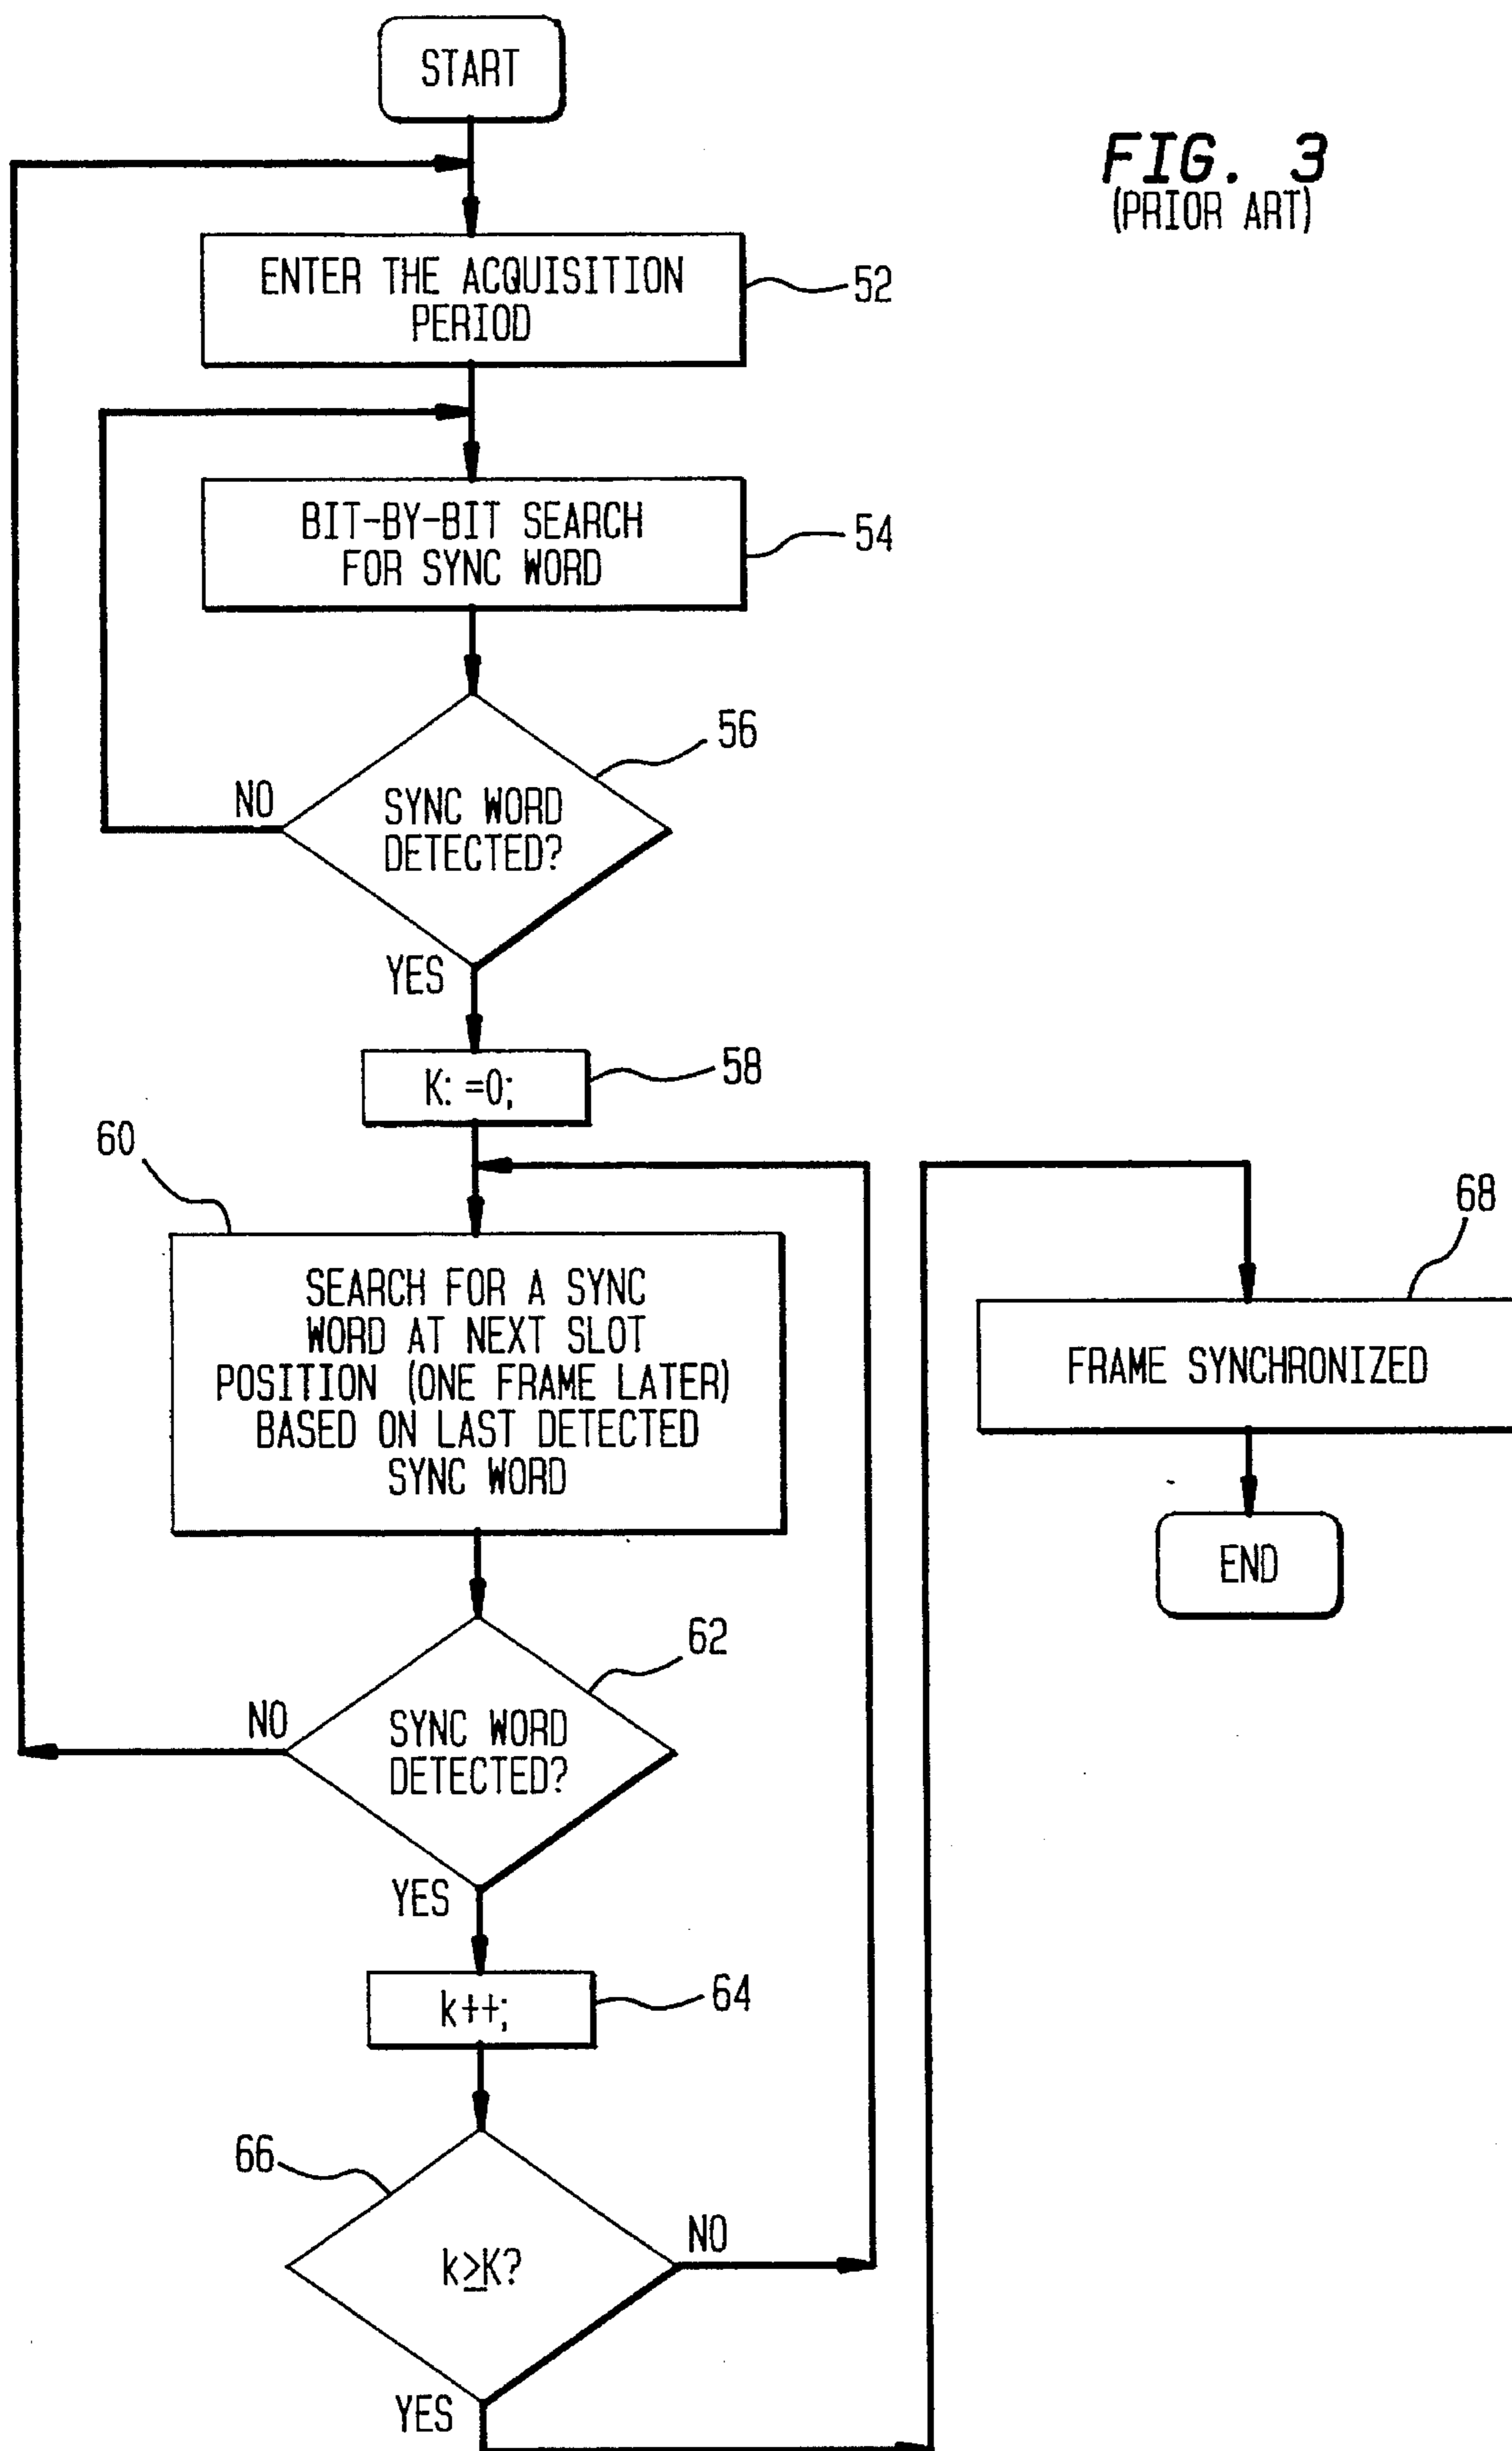 START
FIG. 3
(PRIOR ART)
ENTER THE ACQUISITION
PERIOD
52
BIT-BY-BIT SEARCH
FOR SYNC WORD
54
56
NO
SYNC WORD
DETECTED?
YES
K: =0;
58
60
SEARCH FOR A SYNC
WORD AT NEXT SLOT
POSITION (ONE FRAME LATER)
BASED ON LAST DETECTED
SYNC WORD
68
FRAME SYNCHRONIZED
END
62
NO
SYNC WORD
DETECTED?
YES
k++;
64
66
k≥K?
NO
YES